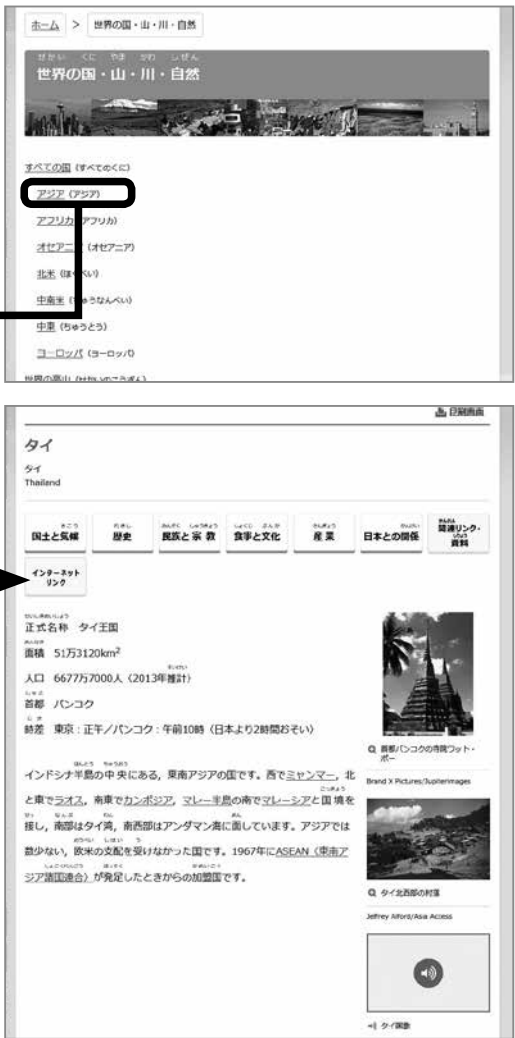 ホーム > 世界の国・山・川・自然
せかい くに やま かわ しぜん
世界の国・山・川・自然
すべての国 (すべてのくに)
アジア (アジア)
アフリカ (アフリカ)
オセアニア (オセアニア)
北米 (ほくべい)
中南米 (ちゅうなんべい)
中東 (ちゅうとう)
ヨーロッパ (ヨーロッパ)
印刷画面
タイ
タイ
Thailand
国土と気候 歴史 民族と宗教 食事と文化 産業 日本との関係 関連リンク・資料
インターネットリンク
正式名称 タイ王国
面積 51万3120km²
人口 6677万7000人〈2013年推計〉
首都 バンコク
時差 東京：正午／バンコク：午前10時（日本より2時間おそい）
インドシナ半島の中央にある，東南アジアの国です。西でミャンマー，北
と東でラオス，南東でカンボジア，マレー半島の南でマレーシアと国境を
接し，南部はタイ湾，南西部はアンダマン海に面しています。アジアでは
数少ない，欧米の支配を受けなかった国です。1967年にASEAN〈東南ア
ジア諸国連合〉が発足したときからの加盟国です。
首都バンコクの寺院ワット・
ポー
Brand X Pictures/Jupiterimages
タイ北西部の村落
Jeffrey Alford/Asia Access
タイ国歌